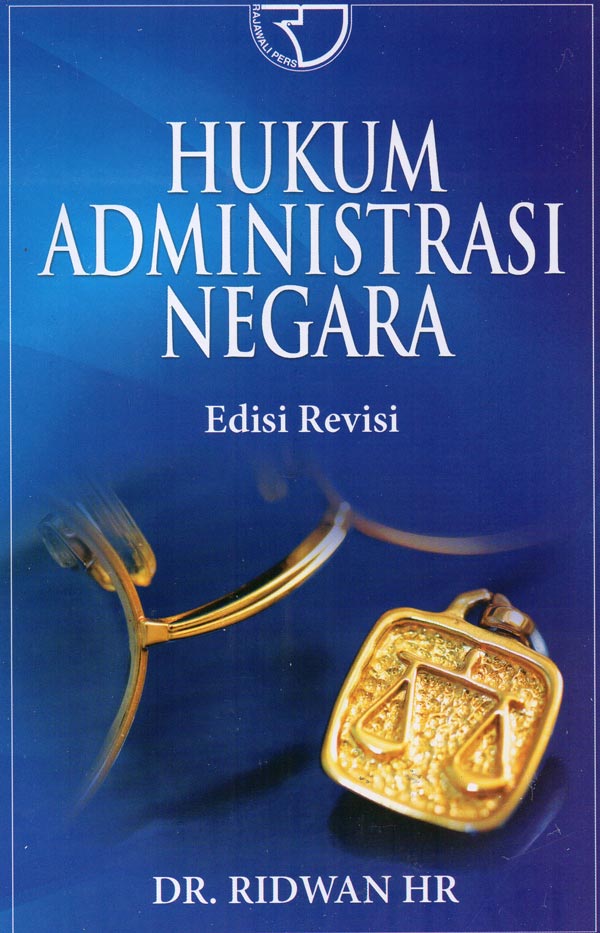 RAJAWALI PERS
HUKUM
ADMINISTRASI
NEGARA
Edisi Revisi
DR. RIDWAN HR